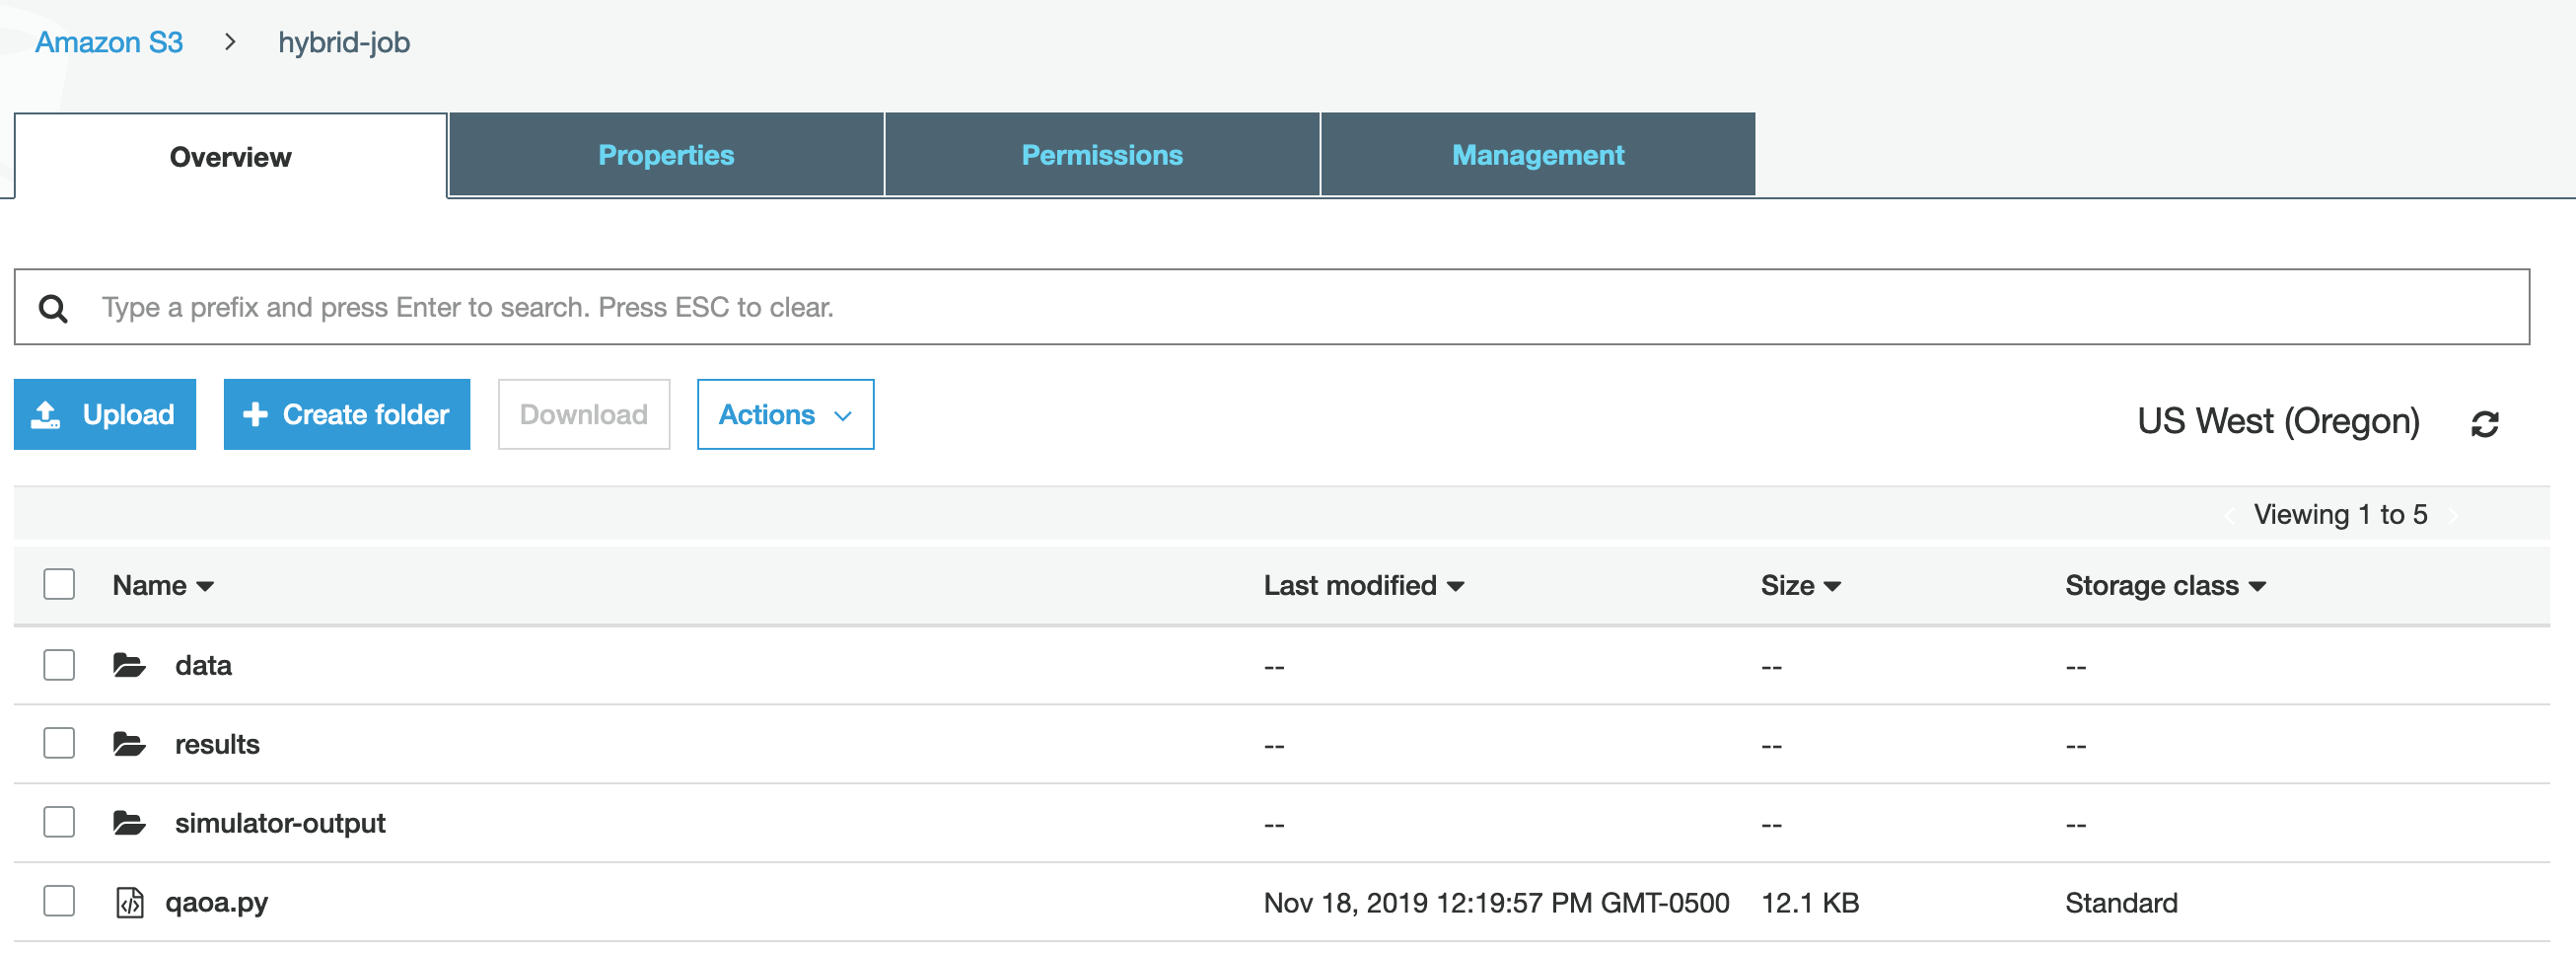 Amazon S3 > hybrid-job
Overview Properties Permissions Management
Type a prefix and press Enter to search. Press ESC to clear.
Upload Create folder Download Actions US West (Oregon)
Viewing 1 to 5
Name Last modified Size Storage class
data -- -- --
results -- -- --
simulator-output -- -- --
qaoa.py Nov 18, 2019 12:19:57 PM GMT-0500 12.1 KB Standard